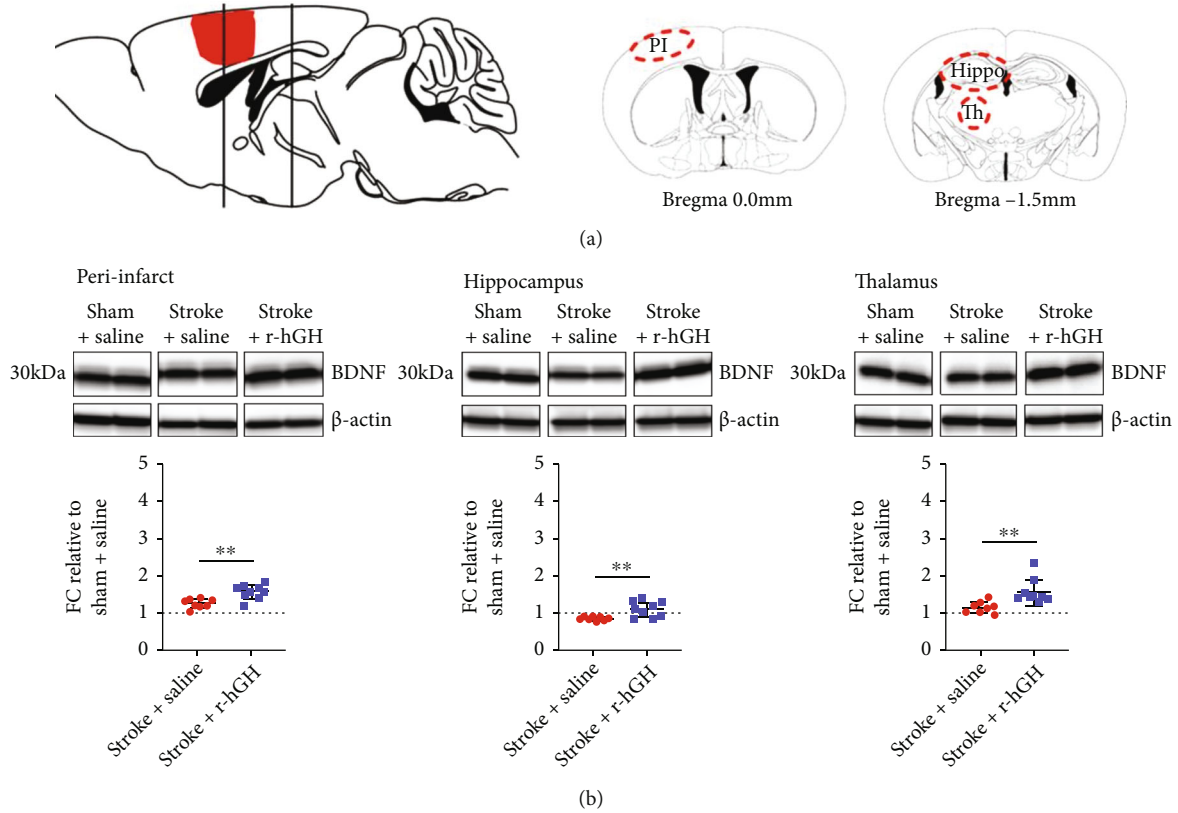 PI
Hippo
Th
Bregma 0.0mm
Bregma –1.5mm
(a)
Peri-infarct
Sham + saline
Stroke + saline
Stroke + r-hGH
30kDa
BDNF
β-actin
FC relative to sham + saline
5
4
3
2
1
0
**
Stroke + saline
Stroke + r-hGH
Hippocampus
Sham + saline
Stroke + saline
Stroke + r-hGH
30kDa
BDNF
β-actin
FC relative to sham + saline
5
4
3
2
1
0
**
Stroke + saline
Stroke + r-hGH
Thalamus
Sham + saline
Stroke + saline
Stroke + r-hGH
30kDa
BDNF
β-actin
FC relative to sham + saline
5
4
3
2
1
0
**
Stroke + saline
Stroke + r-hGH
(b)